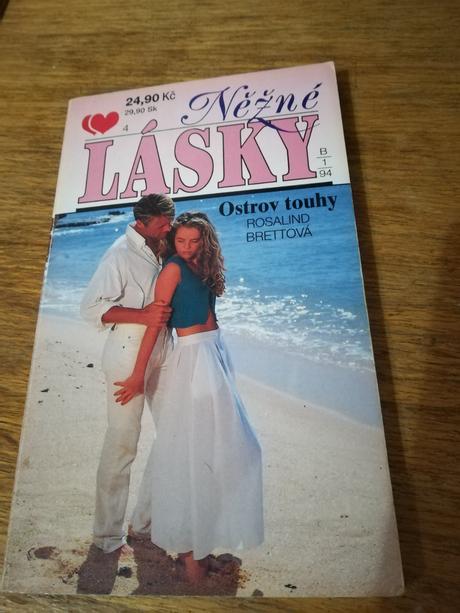 24,90 Kč
29,90 Sk
4
Něžné
LÁSKY
B
1
94
Ostrov touhy
ROSALIND
BRETTOVÁ